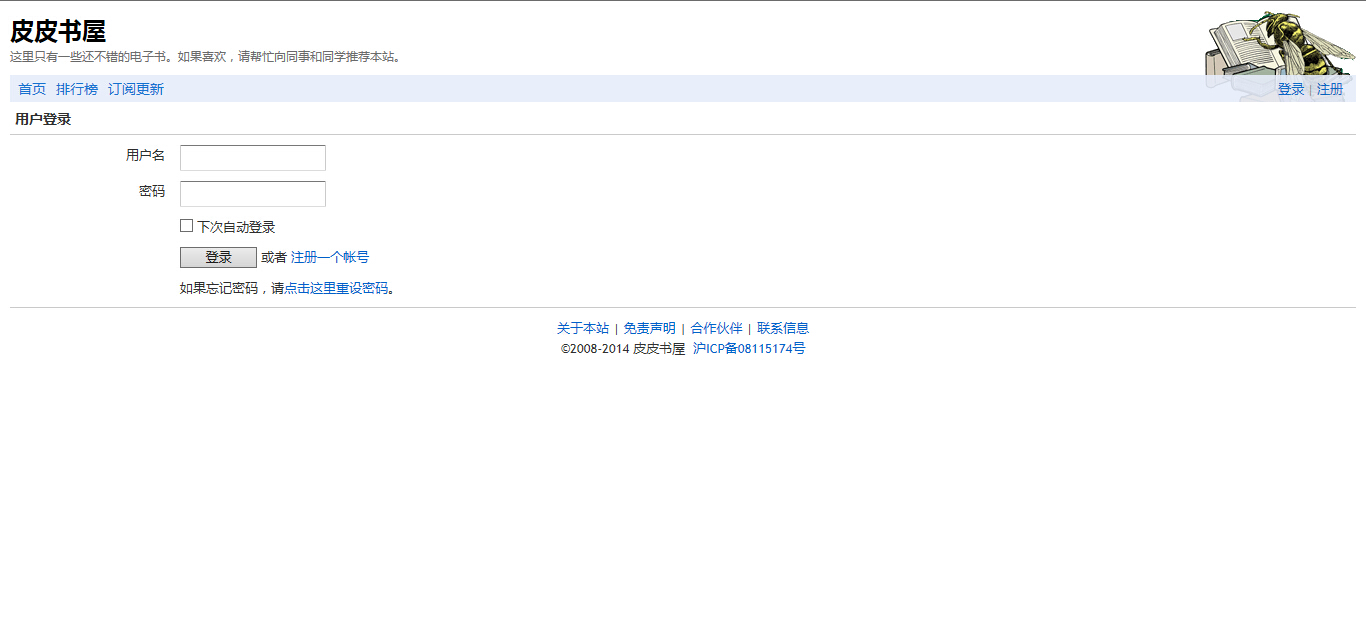 皮皮书屋
这里只有一些还不错的电子书。如果喜欢，请帮忙向同事和同学推荐本站。
首页 排行榜 订阅更新 登录 | 注册
用户登录
用户名
密码
下次自动登录
登录 或者 注册一个帐号
如果忘记密码，请点击这里重设密码。
关于本站 | 免责声明 | 合作伙伴 | 联系信息
©2008-2014 皮皮书屋 沪ICP备08115174号